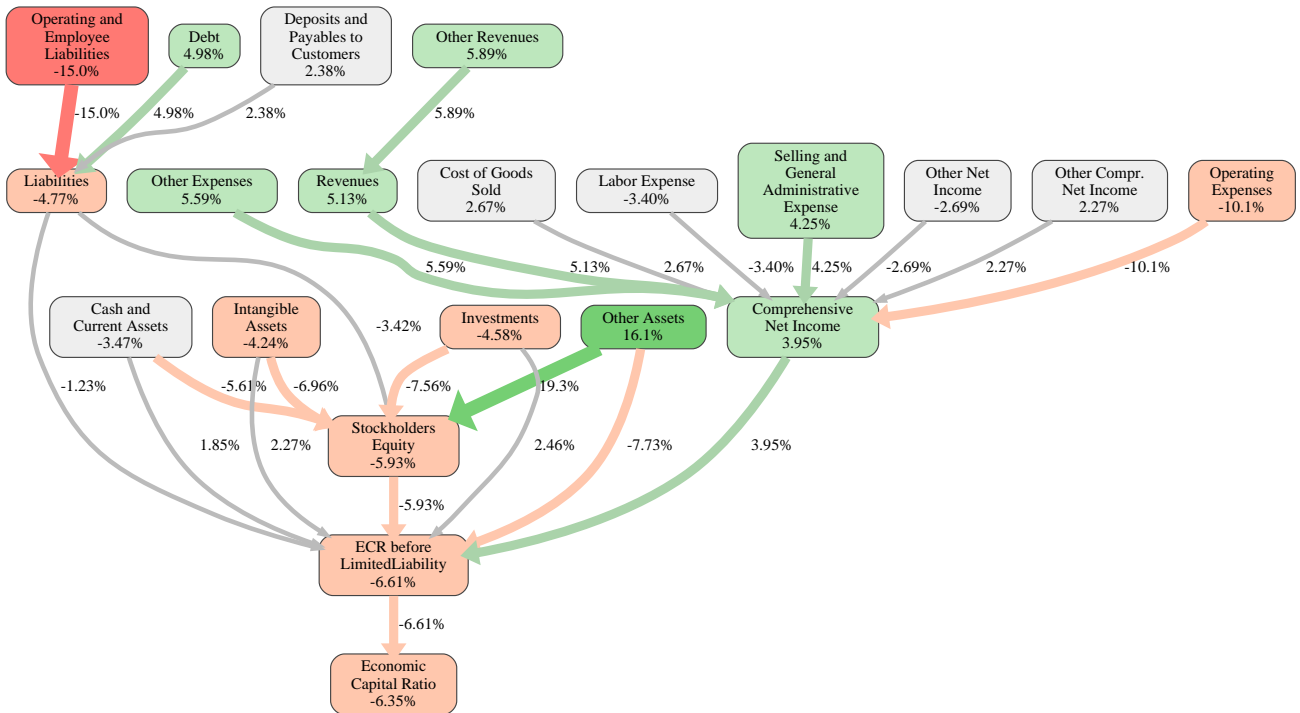 Operating and
Employee
Liabilities
-15.0%
Debt
4.98%
Deposits and
Payables to
Customers
2.38%
Other Revenues
5.89%
-15.0%
4.98%
2.38%
5.89%
Liabilities
-4.77%
Other Expenses
5.59%
Revenues
5.13%
Cost of Goods
Sold
2.67%
Labor Expense
-3.40%
Selling and
General
Administrative
Expense
4.25%
Other Net
Income
-2.69%
Other Compr.
Net Income
2.27%
Operating
Expenses
-10.1%
5.59%
5.13%
2.67%
-3.40%
4.25%
-2.69%
2.27%
-10.1%
Cash and
Current Assets
-3.47%
Intangible
Assets
-4.24%
-3.42%
Investments
-4.58%
Other Assets
16.1%
Comprehensive
Net Income
3.95%
-1.23%
-5.61%
-6.96%
-7.56%
19.3%
Stockholders
Equity
-5.93%
1.85%
2.27%
2.46%
-7.73%
3.95%
-5.93%
ECR before
LimitedLiability
-6.61%
-6.61%
Economic
Capital Ratio
-6.35%